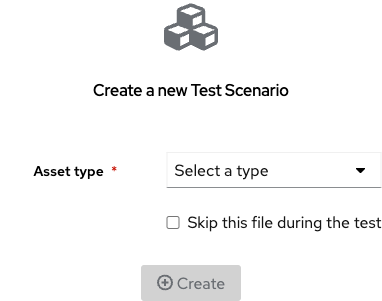 Create a new Test Scenario
Asset type *
Select a type
Skip this file during the test
Create